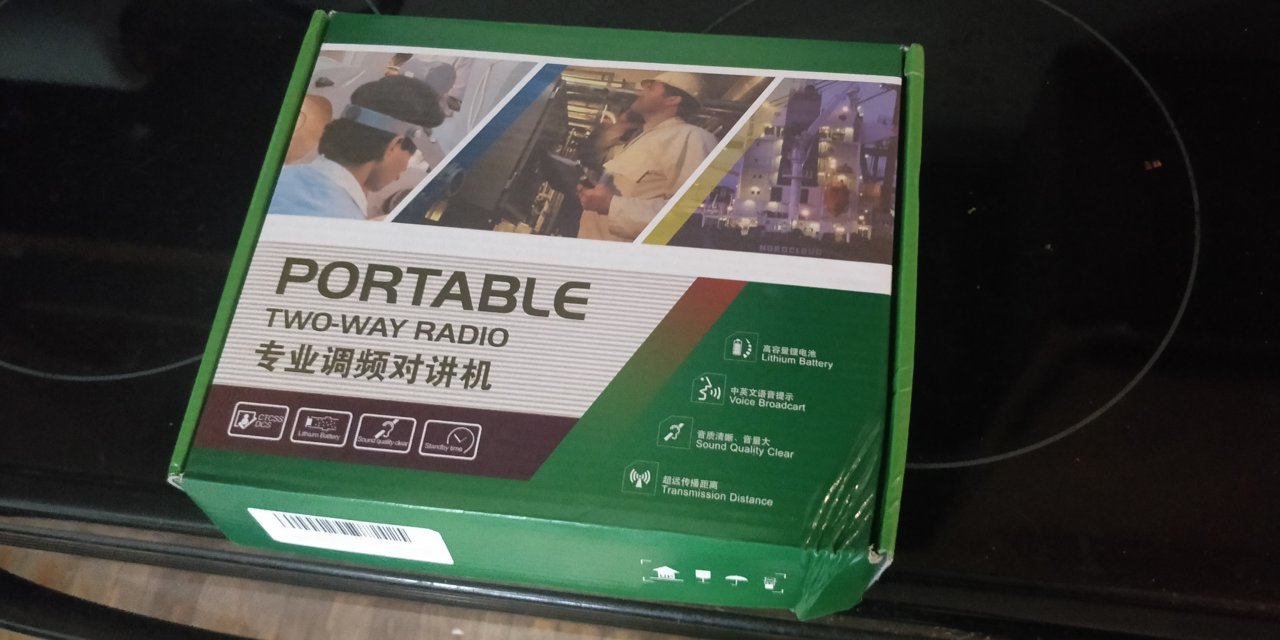 NORDCLOUD
PORTABLE
TWO-WAY RADIO
专业调频对讲机
CTCSS
DCS
Lithium Battery
Sound quality clear
Standby time
高容量锂电池
Lithium Battery
中英文语音提示
Voice Broadcart
音质清晰、音量大
Sound Quality Clear
超远传播距离
Transmission Distance